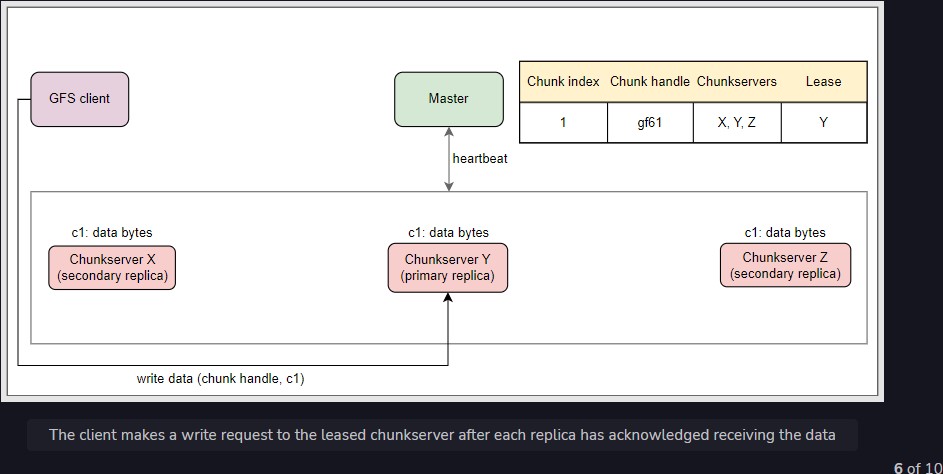 GFS client
Master
Chunk index Chunk handle Chunkservers Lease
1 gf61 X, Y, Z Y
heartbeat
c1: data bytes
Chunkserver X
(secondary replica)
c1: data bytes
Chunkserver Y
(primary replica)
c1: data bytes
Chunkserver Z
(secondary replica)
write data (chunk handle, c1)
The client makes a write request to the leased chunkserver after each replica has acknowledged receiving the data
6 of 10